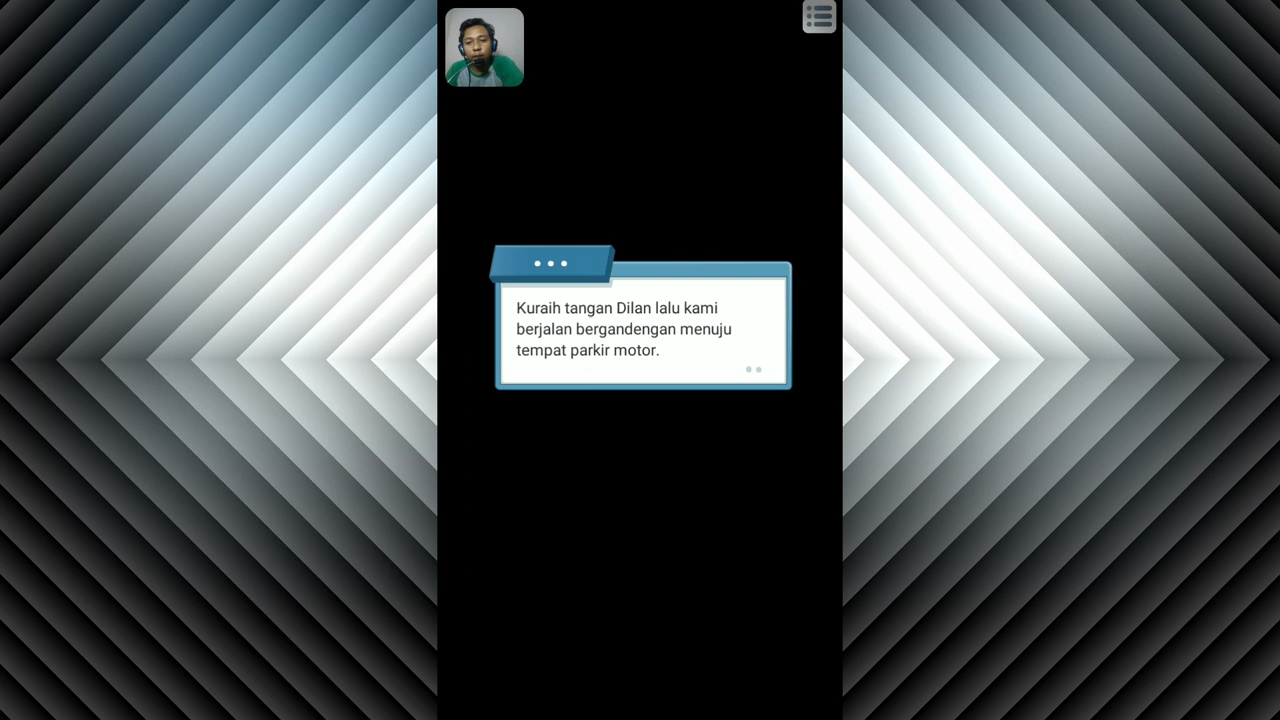 Kuraih tangan Dilan lalu kami
berjalan bergandengan menuju
tempat parkir motor.